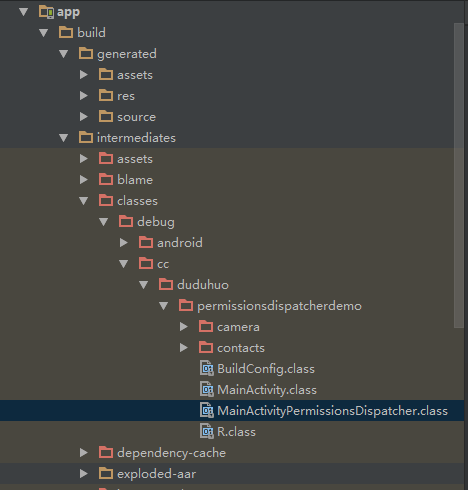 app
build
generated
assets
res
source
intermediates
assets
blame
classes
debug
android
cc
duduhuo
permissionsdispatcherdemo
camera
contacts
BuildConfig.class
MainActivity.class
MainActivityPermissionsDispatcher.class
R.class
dependency-cache
exploded-aar